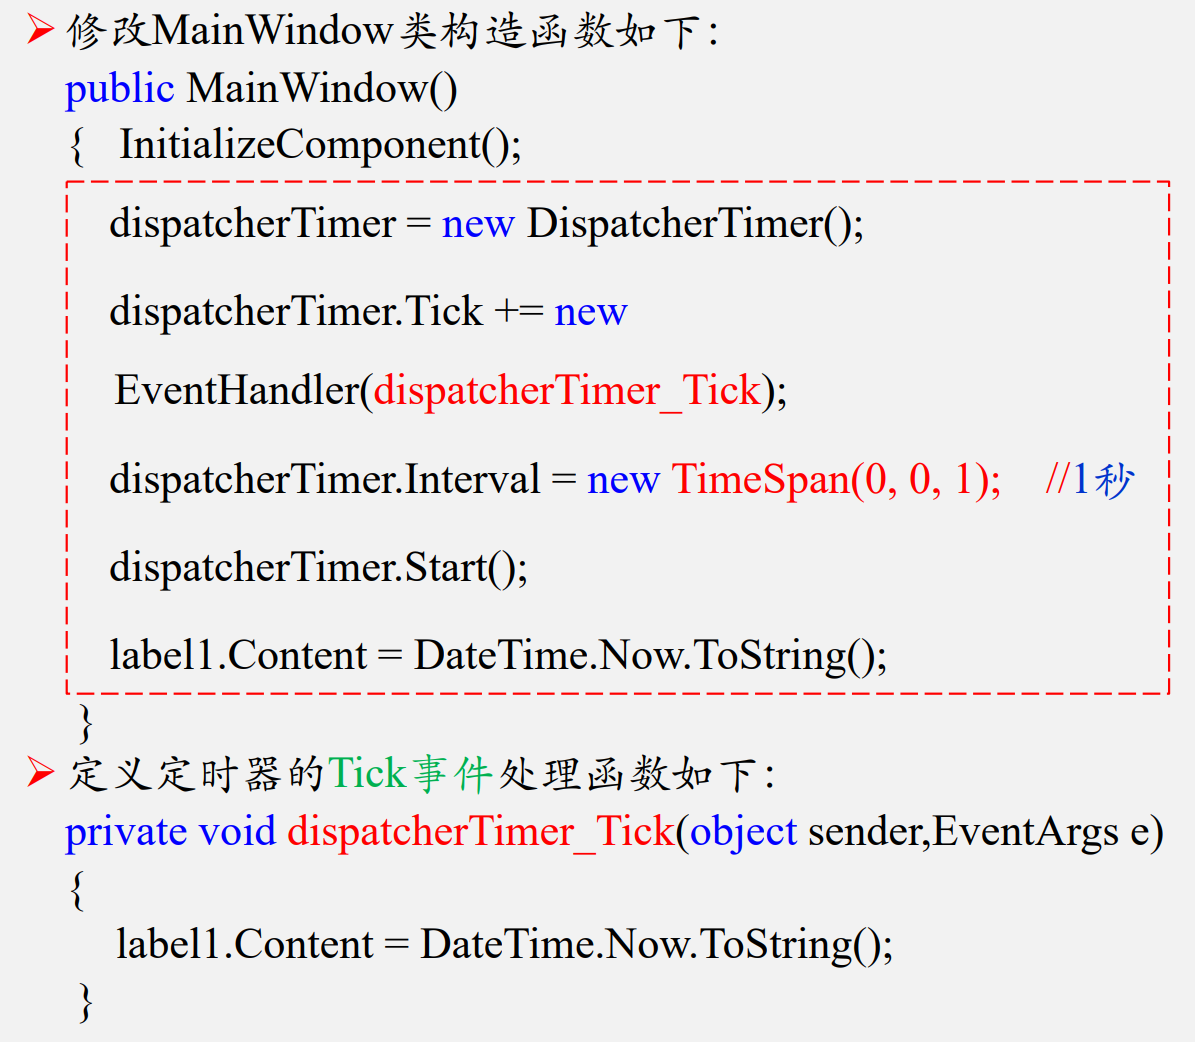 修改MainWindow类构造函数如下：
public MainWindow()
{ InitializeComponent();
dispatcherTimer = new DispatcherTimer();
dispatcherTimer.Tick += new
EventHandler(dispatcherTimer_Tick);
dispatcherTimer.Interval = new TimeSpan(0, 0, 1); //1秒
dispatcherTimer.Start();
label1.Content = DateTime.Now.ToString();
}
定义定时器的Tick事件处理函数如下：
private void dispatcherTimer_Tick(object sender,EventArgs e)
{
label1.Content = DateTime.Now.ToString();
}